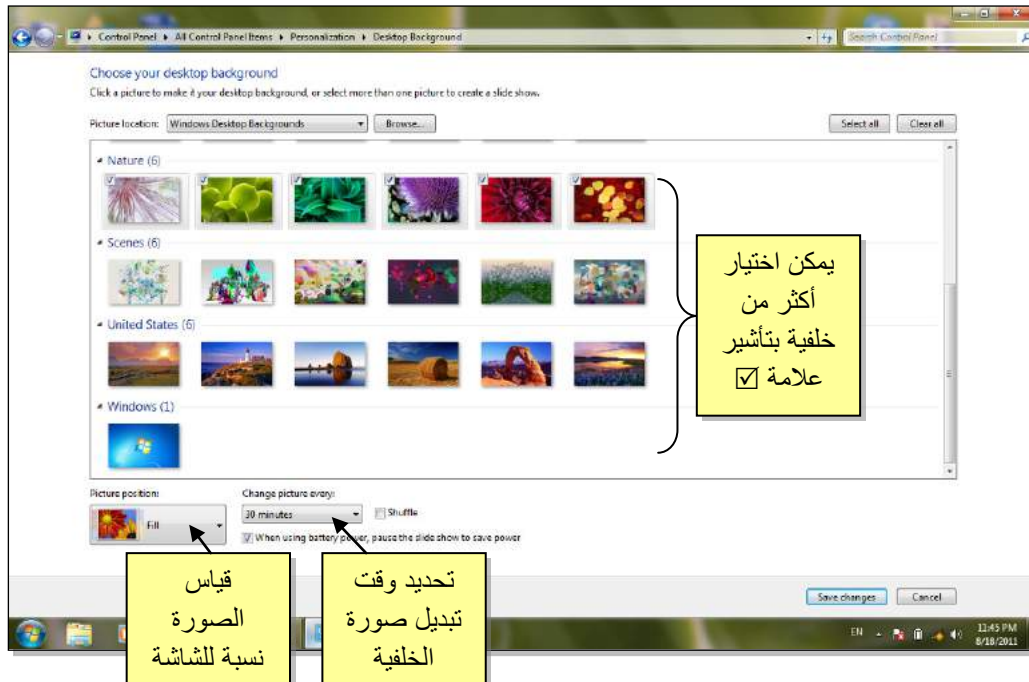 Control Panel ▸ All Control Panel Items ▸ Personalization ▸ Desktop Background
Search Control Panel
Choose your desktop background
Click a picture to make it your desktop background, or select more than one picture to create a slide show.
Picture location: Windows Desktop Backgrounds Browse... Select all Clear all
Nature (6)
Scenes (6)
United States (6)
Windows (1)
يمكن اختيار
أكثر من
خلفية بتأشير
علامة ☑
Picture position: Change picture every:
Fill 30 minutes Shuffle
When using battery power, pause the slide show to save power
قياس
الصورة
نسبة للشاشة
تحديد وقت
تبديل صورة
الخلفية
Save changes Cancel
EN 11:45 PM
8/18/2011